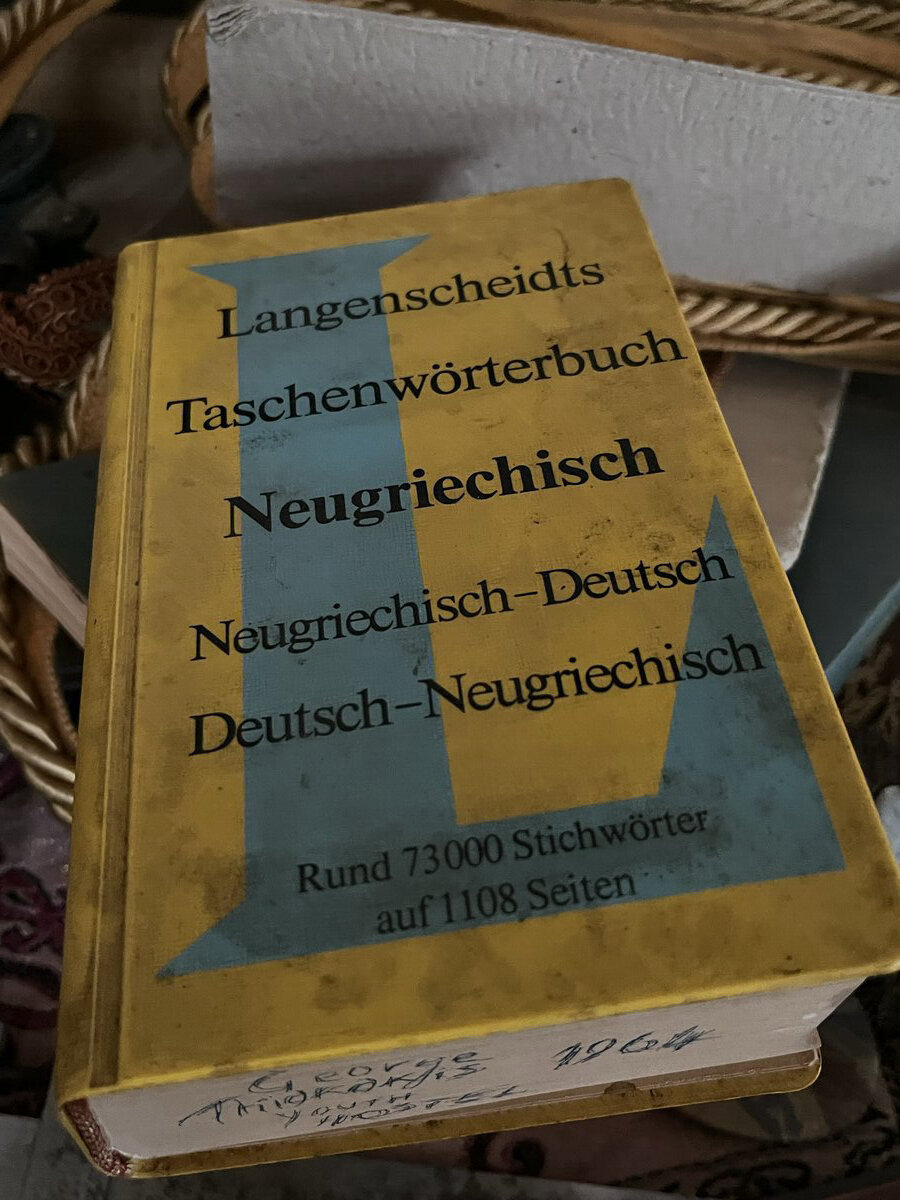 Langenscheidts
Taschenwörterbuch
Neugriechisch
Neugriechisch–Deutsch
Deutsch–Neugriechisch
Rund 73000 Stichwörter
auf 1108 Seiten
George 1964
YOUTH
HOSTEL